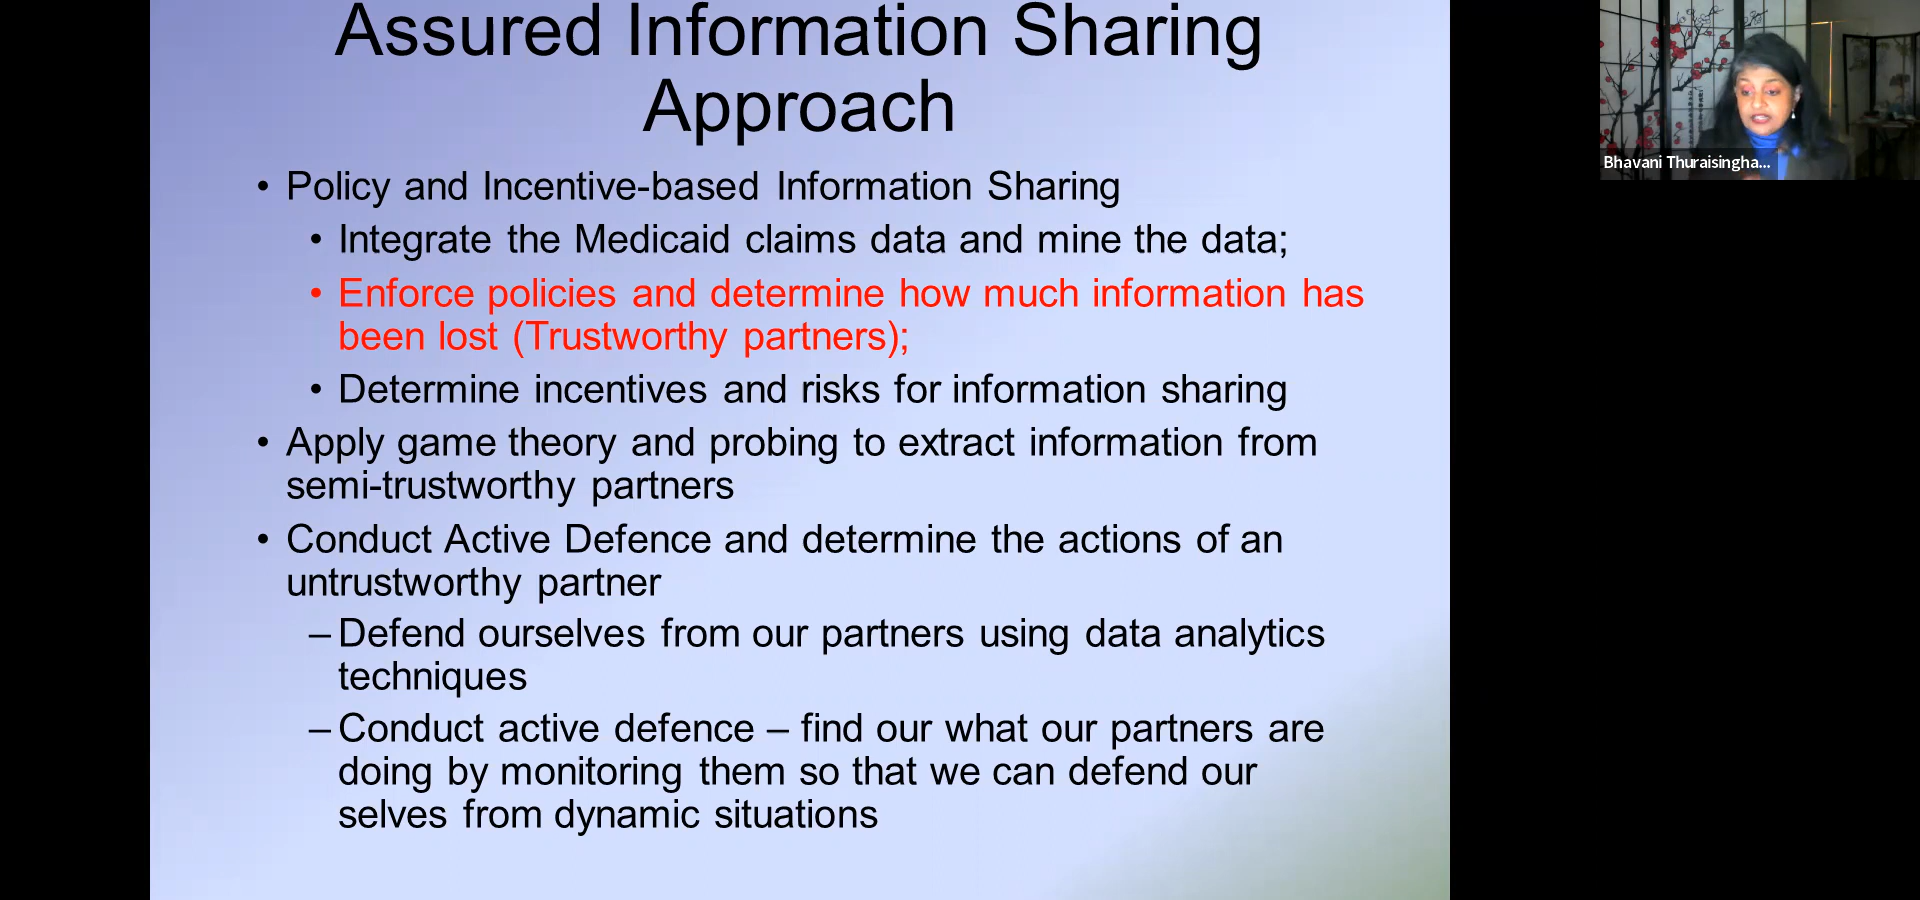 Assured Information Sharing
Approach
• Policy and Incentive-based Information Sharing
• Integrate the Medicaid claims data and mine the data;
• Enforce policies and determine how much information has
been lost (Trustworthy partners);
• Determine incentives and risks for information sharing
• Apply game theory and probing to extract information from
semi-trustworthy partners
• Conduct Active Defence and determine the actions of an
untrustworthy partner
– Defend ourselves from our partners using data analytics
techniques
– Conduct active defence – find our what our partners are
doing by monitoring them so that we can defend our
selves from dynamic situations
Bhavani Thuraisingha...